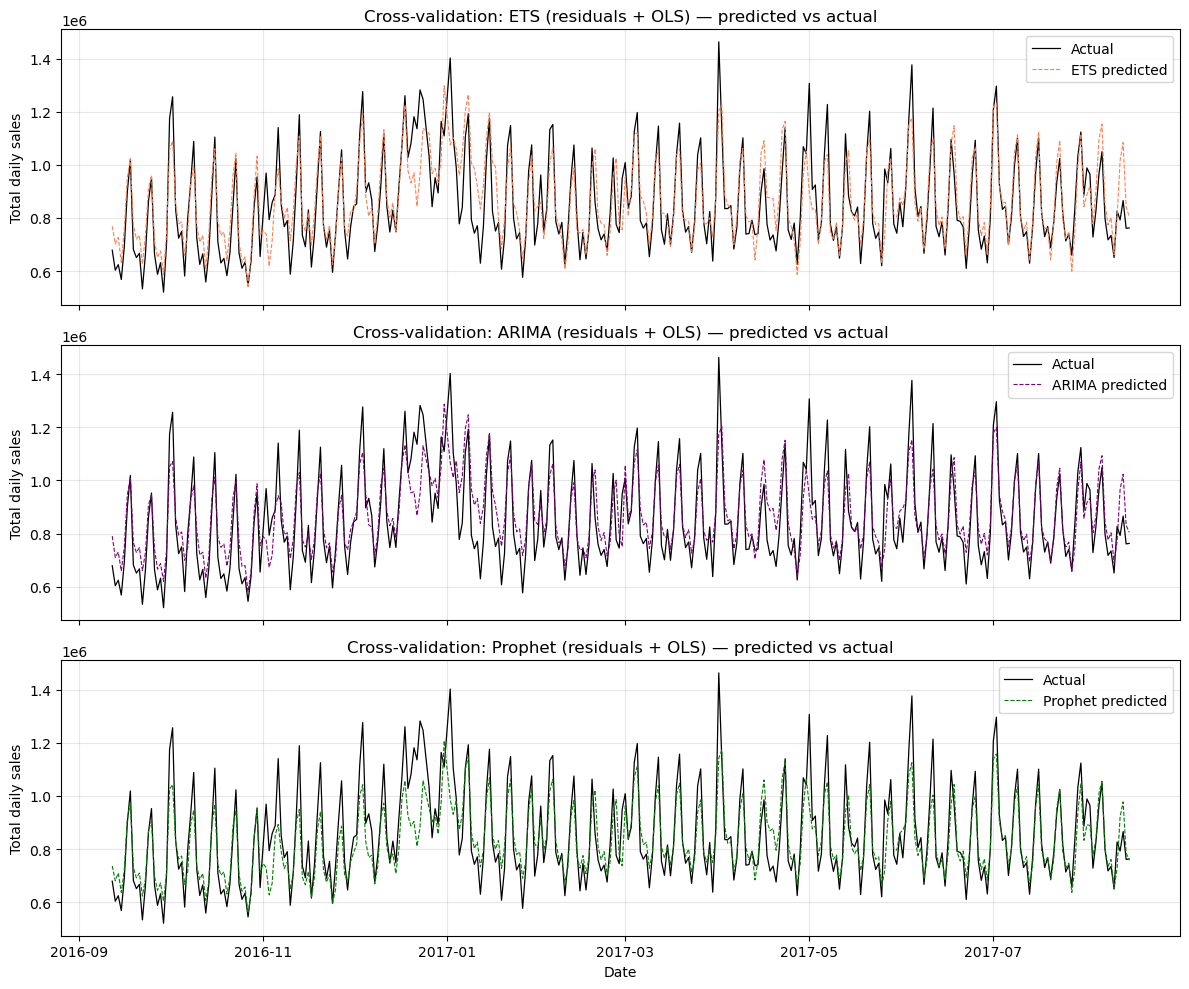 Cross-validation: ETS (residuals + OLS) — predicted vs actual
1e6
Actual
ETS predicted
Total daily sales
1.4
1.2
1.0
0.8
0.6
Cross-validation: ARIMA (residuals + OLS) — predicted vs actual
1e6
Actual
ARIMA predicted
Total daily sales
1.4
1.2
1.0
0.8
0.6
Cross-validation: Prophet (residuals + OLS) — predicted vs actual
1e6
Actual
Prophet predicted
Total daily sales
1.4
1.2
1.0
0.8
0.6
2016-09 2016-11 2017-01 2017-03 2017-05 2017-07
Date